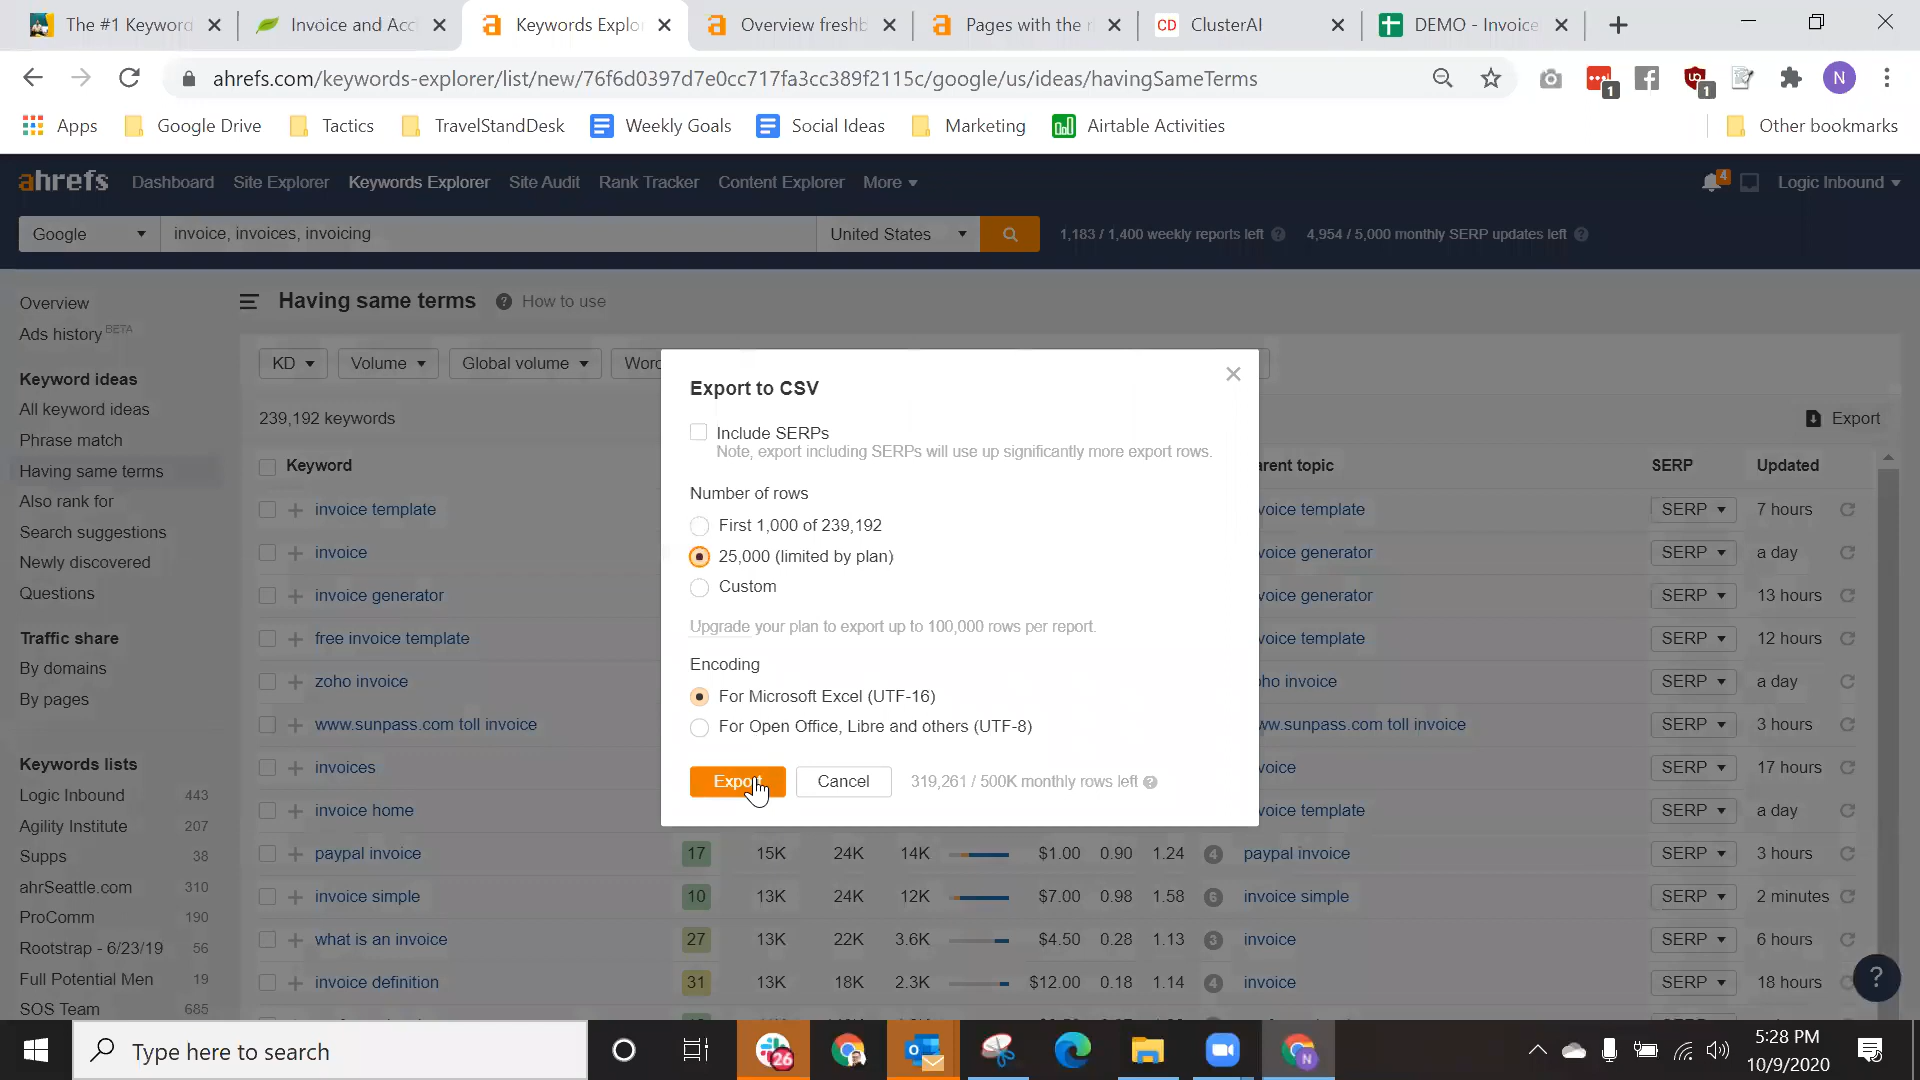 The #1 Keyword
Invoice and Acc
Keywords Explor
Overview freshb
Pages with the
CD ClusterAI
DEMO - Invoice
ahrefs.com/keywords-explorer/list/new/76f6d0397d7e0cc717fa3cc389f2115c/google/us/ideas/havingSameTerms
1
1
N
Apps
Google Drive
Tactics
TravelStandDesk
Weekly Goals
Social Ideas
Marketing
Airtable Activities
Other bookmarks
ahrefs
Dashboard
Site Explorer
Keywords Explorer
Site Audit
Rank Tracker
Content Explorer
More
4
Logic Inbound
Google
invoice, invoices, invoicing
United States
1,183 / 1,400 weekly reports left ?
4,954 / 5,000 monthly SERP updates left ?
Overview
Ads history BETA
Keyword ideas
All keyword ideas
Phrase match
Having same terms
Also rank for
Search suggestions
Newly discovered
Questions
Traffic share
By domains
By pages
Keywords lists
Logic Inbound 443
Agility Institute 207
Supps 38
ahrSeattle.com 310
ProComm 190
Rootstrap - 6/23/19 56
Full Potential Men 19
SOS Team 685
Having same terms
? How to use
KD
Volume
Global volume
Wor
239,192 keywords
Export
Keyword
arent topic
SERP
Updated
invoice template
voice template
SERP
7 hours
invoice
voice generator
SERP
a day
invoice generator
voice generator
SERP
13 hours
free invoice template
voice template
SERP
12 hours
zoho invoice
oho invoice
SERP
a day
www.sunpass.com toll invoice
ww.sunpass.com toll invoice
SERP
3 hours
invoices
voice
SERP
17 hours
invoice home
voice template
SERP
a day
paypal invoice 17 15K 24K 14K $1.00 0.90 1.24 4 paypal invoice SERP 3 hours
invoice simple 10 13K 24K 12K $7.00 0.98 1.58 6 invoice simple SERP 2 minutes
what is an invoice 27 13K 22K 3.6K $4.50 0.28 1.13 3 invoice SERP 6 hours
invoice definition 31 13K 18K 2.3K $12.00 0.18 1.14 4 invoice SERP 18 hours
Export to CSV
Include SERPs
Note, export including SERPs will use up significantly more export rows.
Number of rows
First 1,000 of 239,192
25,000 (limited by plan)
Custom
Upgrade your plan to export up to 100,000 rows per report.
Encoding
For Microsoft Excel (UTF-16)
For Open Office, Libre and others (UTF-8)
Export
Cancel
319,261 / 500K monthly rows left ?
?
Type here to search
26
N
5:28 PM
10/9/2020